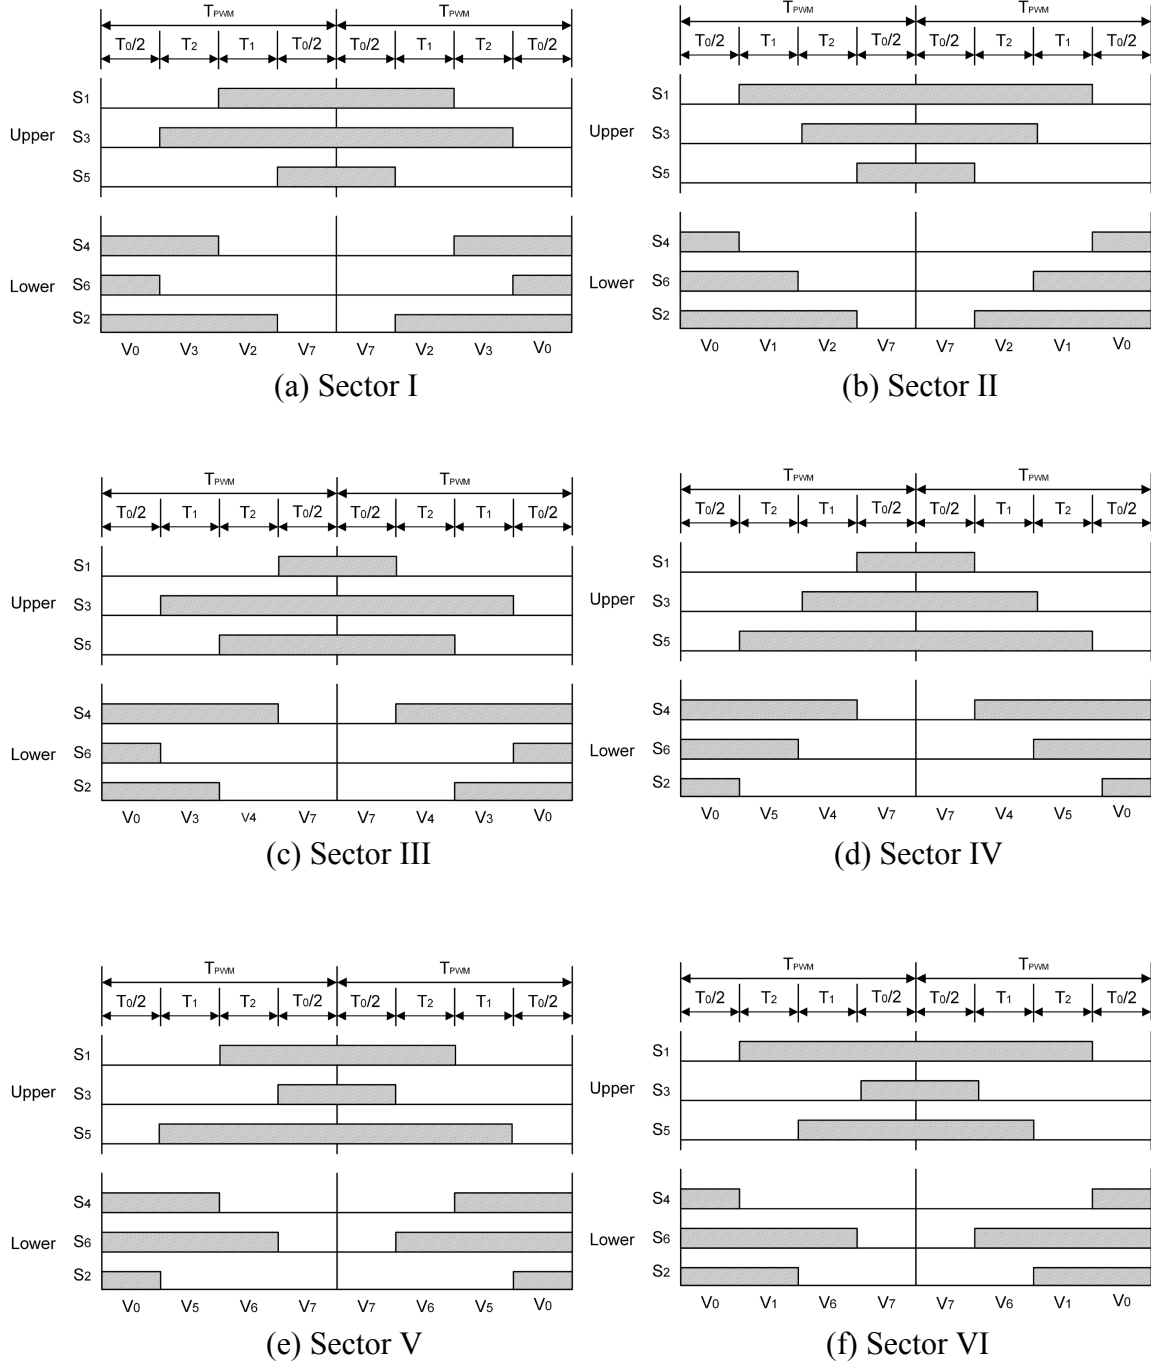 TPWM TPWM
T0/2 T2 T1 T0/2 T0/2 T1 T2 T0/2
S1
Upper S3
S5
S4
Lower S6
S2
V0 V3 V2 V7 V7 V2 V3 V0
(a) Sector I
TPWM TPWM
T0/2 T1 T2 T0/2 T0/2 T2 T1 T0/2
S1
Upper S3
S5
S4
Lower S6
S2
V0 V1 V2 V7 V7 V2 V1 V0
(b) Sector II
TPWM TPWM
T0/2 T1 T2 T0/2 T0/2 T2 T1 T0/2
S1
Upper S3
S5
S4
Lower S6
S2
V0 V3 V4 V7 V7 V4 V3 V0
(c) Sector III
TPWM TPWM
T0/2 T2 T1 T0/2 T0/2 T1 T2 T0/2
S1
Upper S3
S5
S4
Lower S6
S2
V0 V5 V4 V7 V7 V4 V5 V0
(d) Sector IV
TPWM TPWM
T0/2 T1 T2 T0/2 T0/2 T2 T1 T0/2
S1
Upper S3
S5
S4
Lower S6
S2
V0 V5 V6 V7 V7 V6 V5 V0
(e) Sector V
TPWM TPWM
T0/2 T2 T1 T0/2 T0/2 T1 T2 T0/2
S1
Upper S3
S5
S4
Lower S6
S2
V0 V1 V6 V7 V7 V6 V1 V0
(f) Sector VI